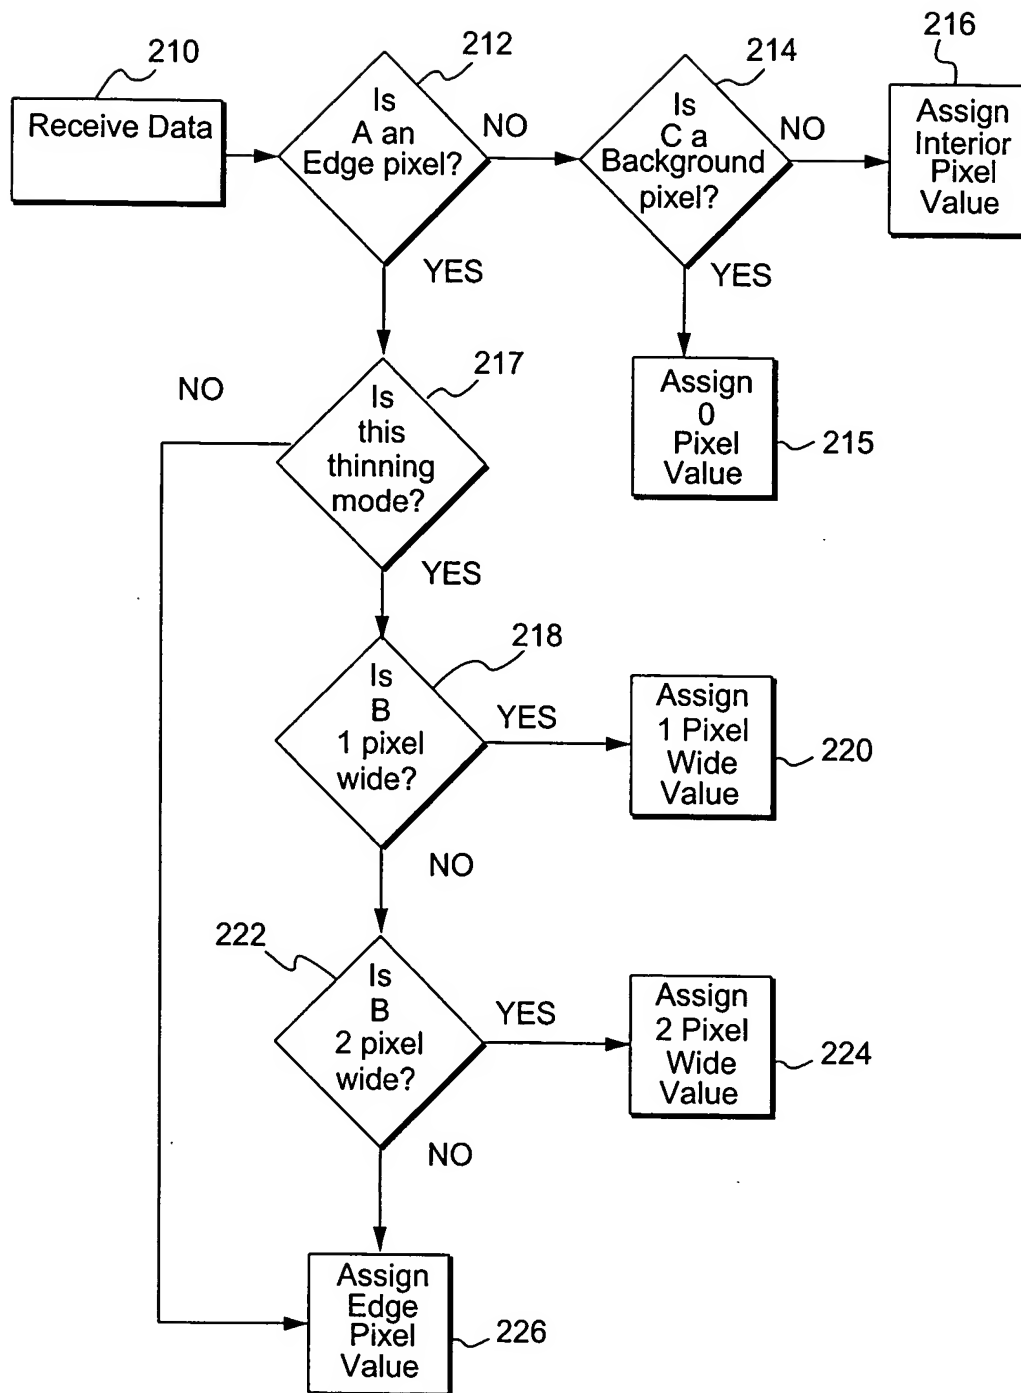 210
212
214
216
Receive Data
Is
A an
Edge pixel?
NO
Is
C a
Background
pixel?
NO
Assign
Interior
Pixel
Value
YES
YES
NO
217
Is
this
thinning
mode?
Assign
0
Pixel
Value
215
YES
218
Is
B
1 pixel
wide?
YES
Assign
1 Pixel
Wide
Value
220
NO
222
Is
B
2 pixel
wide?
YES
Assign
2 Pixel
Wide
Value
224
NO
Assign
Edge
Pixel
Value
226